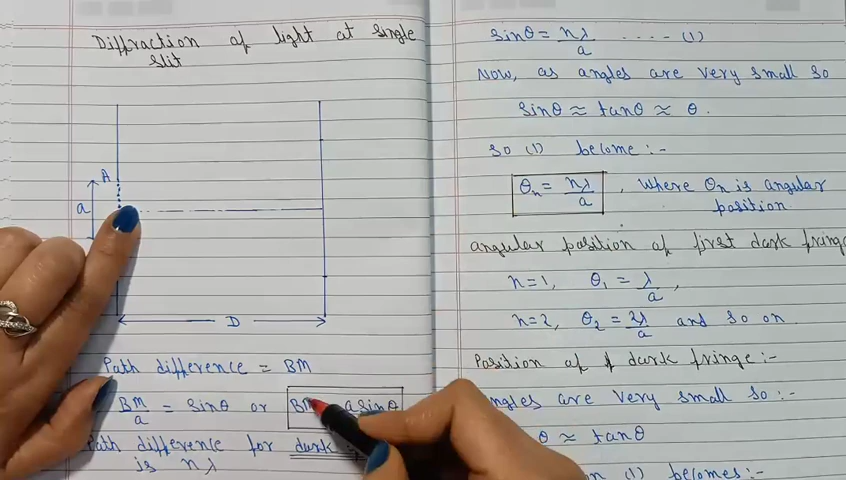 Diffraction of light at single
slit
A
a
D
Path difference = BM
BM/a = sinθ or BM = asinθ
Path difference for dark
is nλ
sinθ = nλ/a ..... (1)
Now, as angles are very small so
sinθ ≈ tanθ ≈ θ.
so (1) become :-
θn = nλ/a , where θn is angular
position.
angular position of first dark fringe
n=1, θ1 = λ/a ,
n=2, θ2 = 2λ/a and so on
Position of dark fringe :-
angles are very small so :-
θ ≈ tanθ
(1) becomes :-